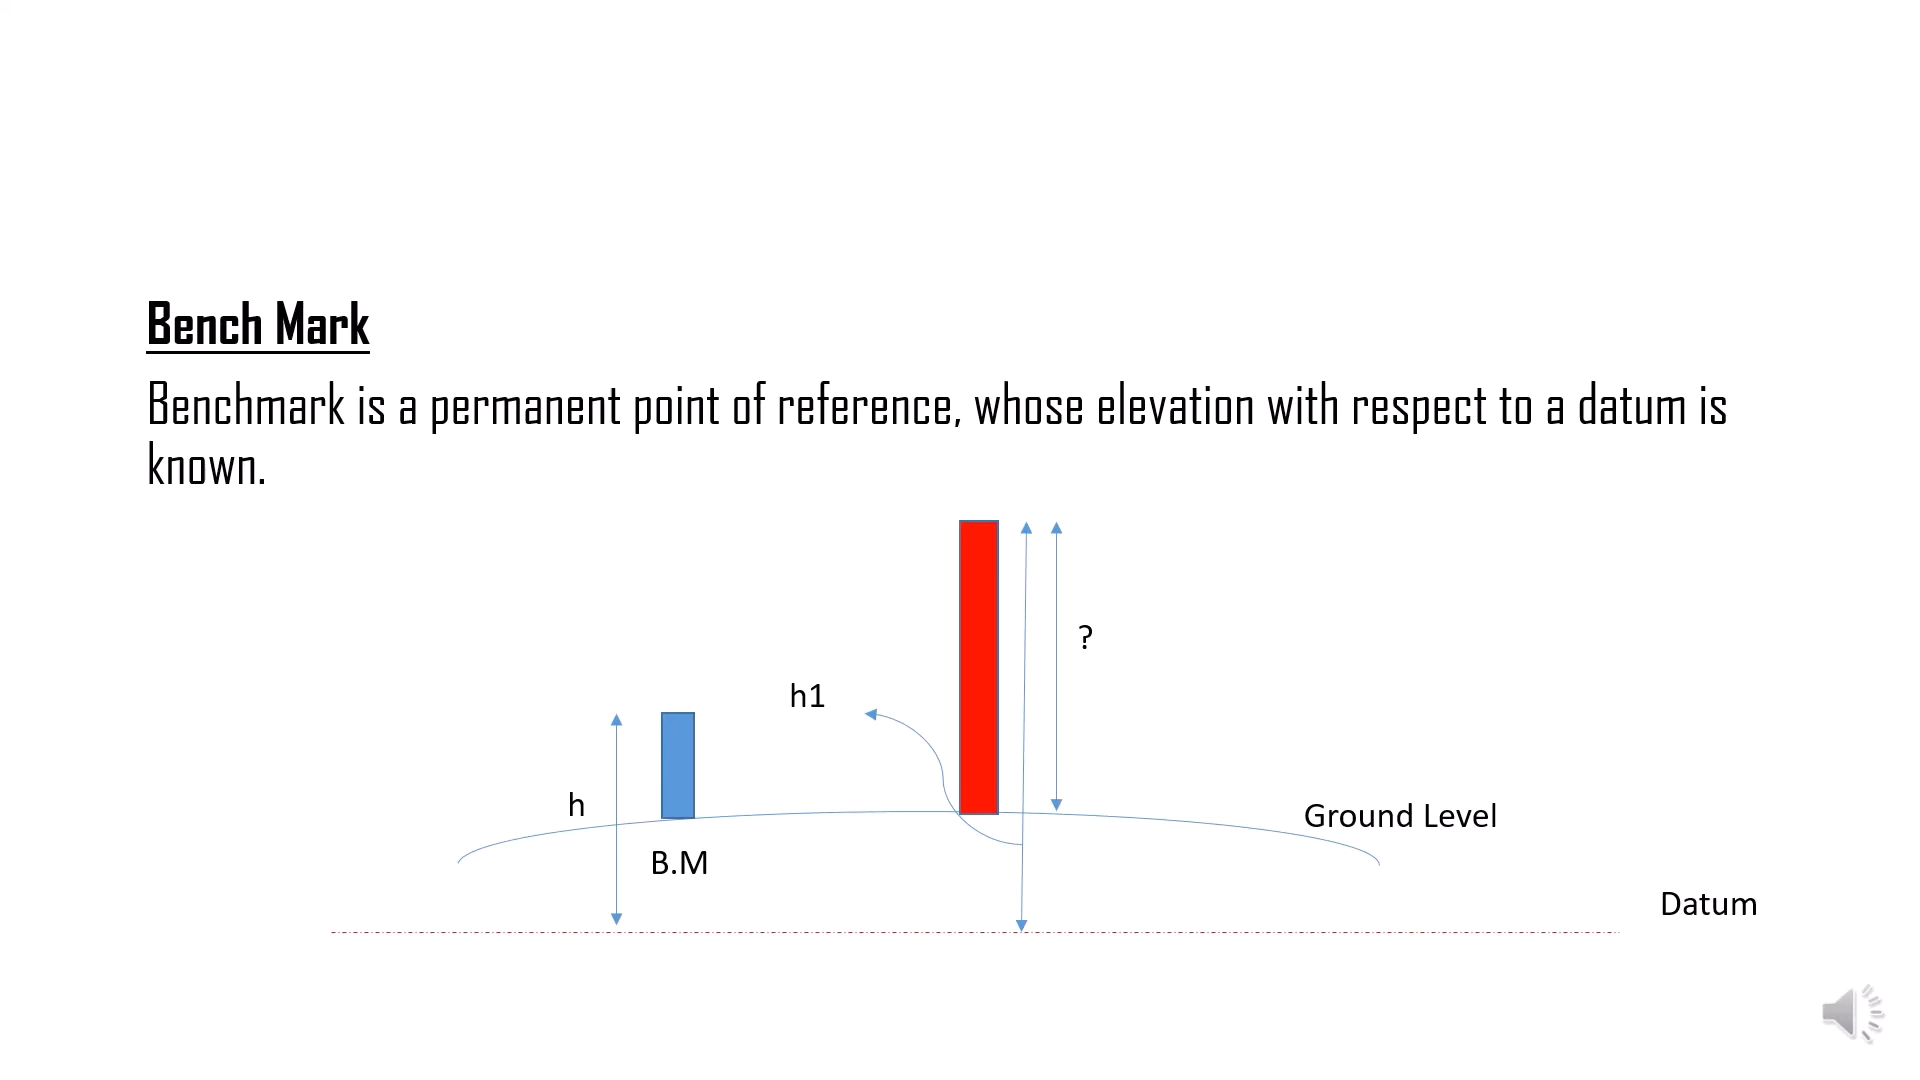 Bench Mark
Benchmark is a permanent point of reference, whose elevation with respect to a datum is
known.
?
h1
h
Ground Level
B.M
Datum